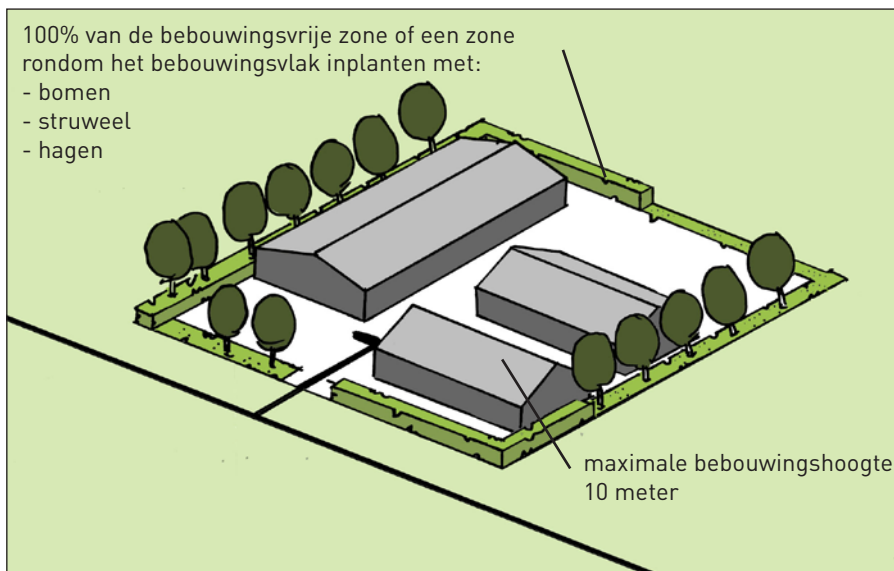 100% van de bebouwingsvrije zone of een zone
rondom het bebouwingsvlak inplanten met:
- bomen
- struweel
- hagen
maximale bebouwingshoogte
10 meter